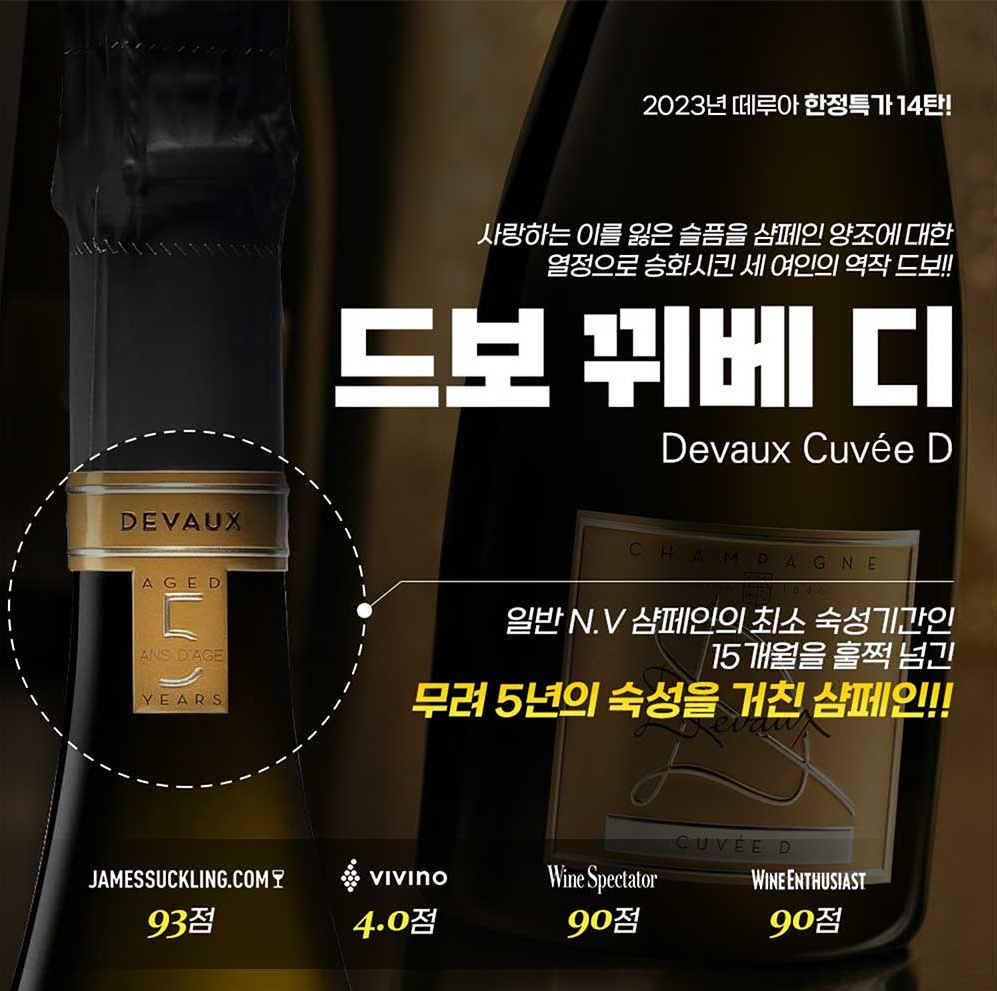 2023년 떼루아 한정특가 14탄!
사랑하는 이를 잃은 슬픔을 샴페인 양조에 대한
열정으로 승화시킨 세 여인의 역작 드보!!
드보 뀌베 디
Devaux Cuvée D
DEVAUX
AGED
5
ANS D'AGE
YEARS
CHAMPAGNE
1846
일반 N.V 샴페인의 최소 숙성기간인
15개월을 훌쩍 넘긴
무려 5년의 숙성을 거친 샴페인!!
Devaux
CUVÉE D
JAMESSUCKLING.COM
93점
vivino
4.0점
Wine Spectator
90점
WINE ENTHUSIAST
90점